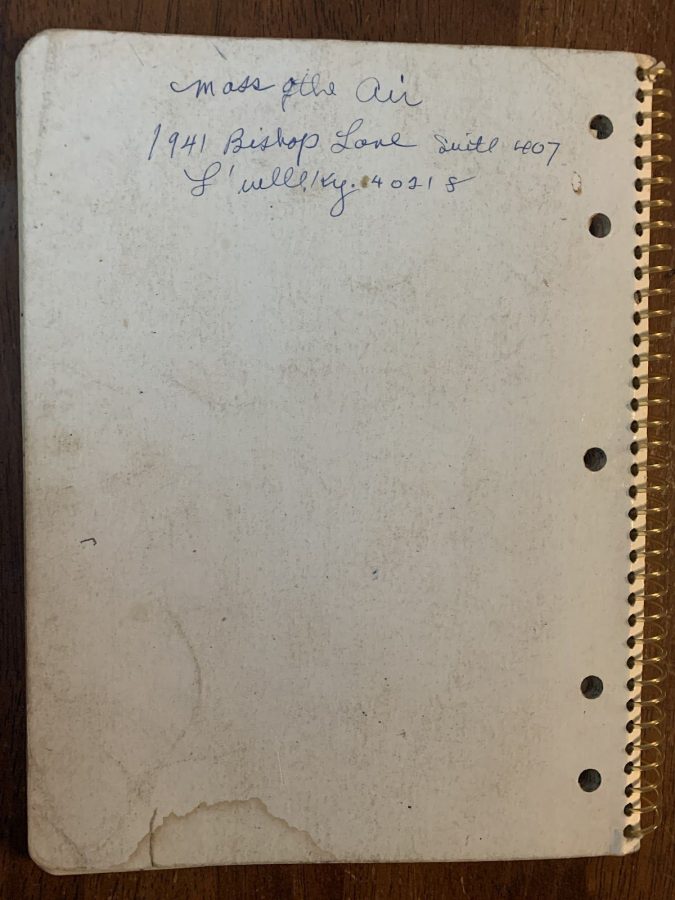 Mass of the Air
1941 Bishop Lane Suite 407
L'ville, Ky. 40218